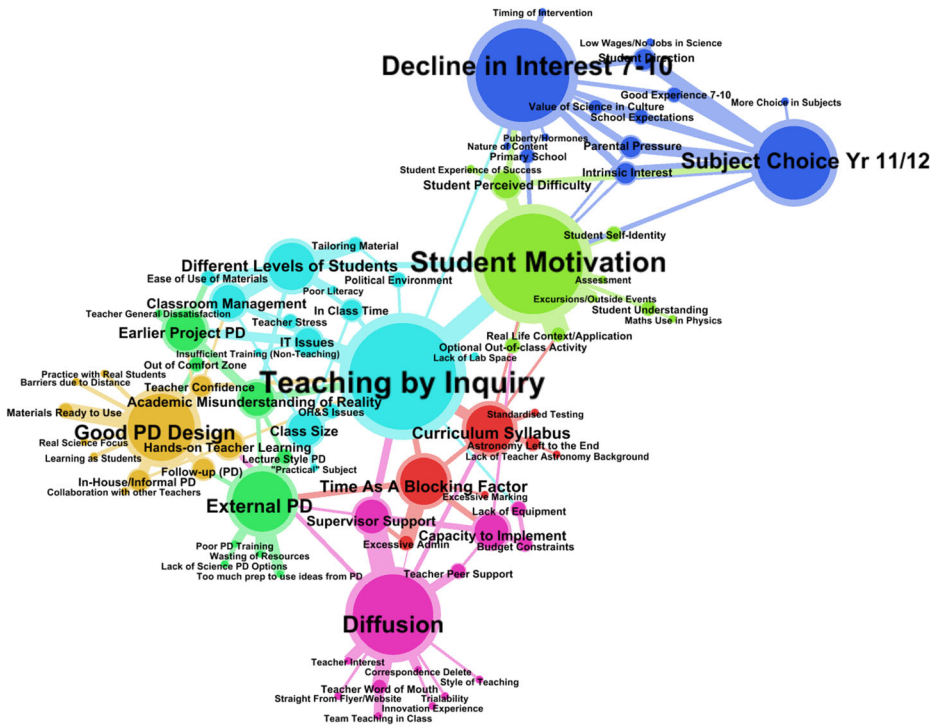 Timing of Intervention
Low Wages/No Jobs in Science
Student Direction
Decline in Interest 7-10
Good Experience 7-10
More Choice in Subjects
Value of Science in Culture
School Expectations
Puberty/Hormones
Nature of Content
Parental Pressure
Primary School
Subject Choice Yr 11/12
Student Experience of Success
Intrinsic Interest
Student Perceived Difficulty
Student Self-Identity
Tailoring Material
Student Motivation
Different Levels of Students
Ease of Use of Materials
Political Environment
Assessment
Poor Literacy
Classroom Management
Excursions/Outside Events
In Class Time
Student Understanding
Teacher General Dissatisfaction
Maths Use in Physics
Teacher Stress
Earlier Project PD
Real Life Context/Application
IT Issues
Optional Out-of-class Activity
Insufficient Training (Non-Teaching)
Lack of Lab Space
Out of Comfort Zone
Practice with Real Students
Barriers due to Distance
Teacher Confidence
Teaching by Inquiry
Academic Misunderstanding of Reality
Materials Ready to Use
OH&S Issues
Standardised Testing
Good PD Design
Class Size
Curriculum Syllabus
Real Science Focus
Hands-on Teacher Learning
Astronomy Left to the End
Learning as Students
Lecture Style PD
Lack of Teacher Astronomy Background
"Practical" Subject
Follow-up (PD)
In-House/Informal PD
Time As A Blocking Factor
Collaboration with other Teachers
Excessive Marking
External PD
Lack of Equipment
Supervisor Support
Capacity to Implement
Poor PD Training
Excessive Admin
Budget Constraints
Wasting of Resources
Lack of Science PD Options
Teacher Peer Support
Too much prep to use ideas from PD
Diffusion
Teacher Interest
Correspondence Delete
Style of Teaching
Teacher Word of Mouth
Straight From Flyer/Website
Trialability
Innovation Experience
Team Teaching in Class